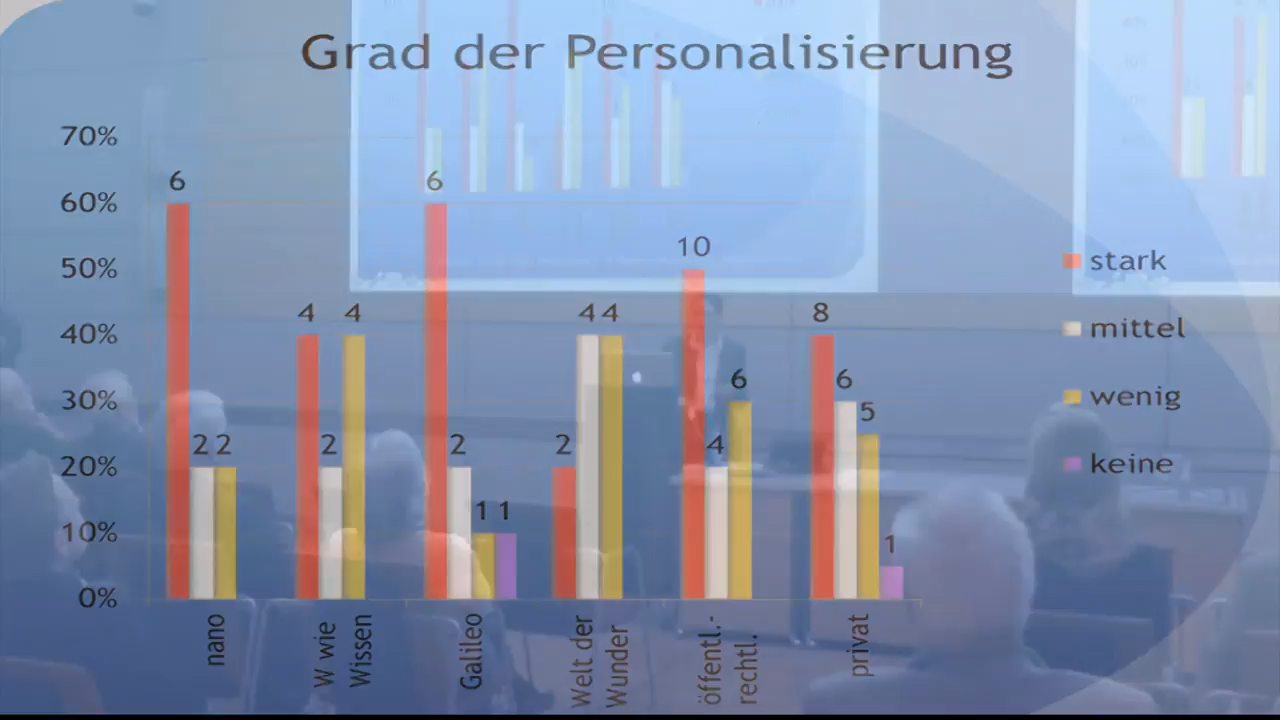 Grad der Personalisierung
70%
60%
50%
40%
30%
20%
10%
0%
6
2 2
4
2
4
6
2
1 1
2
4 4
10
4
6
8
6
5
1
nano
W wie
Wissen
Galileo
Welt der
Wunder
öffentl.-
rechtl.
privat
stark
mittel
wenig
keine